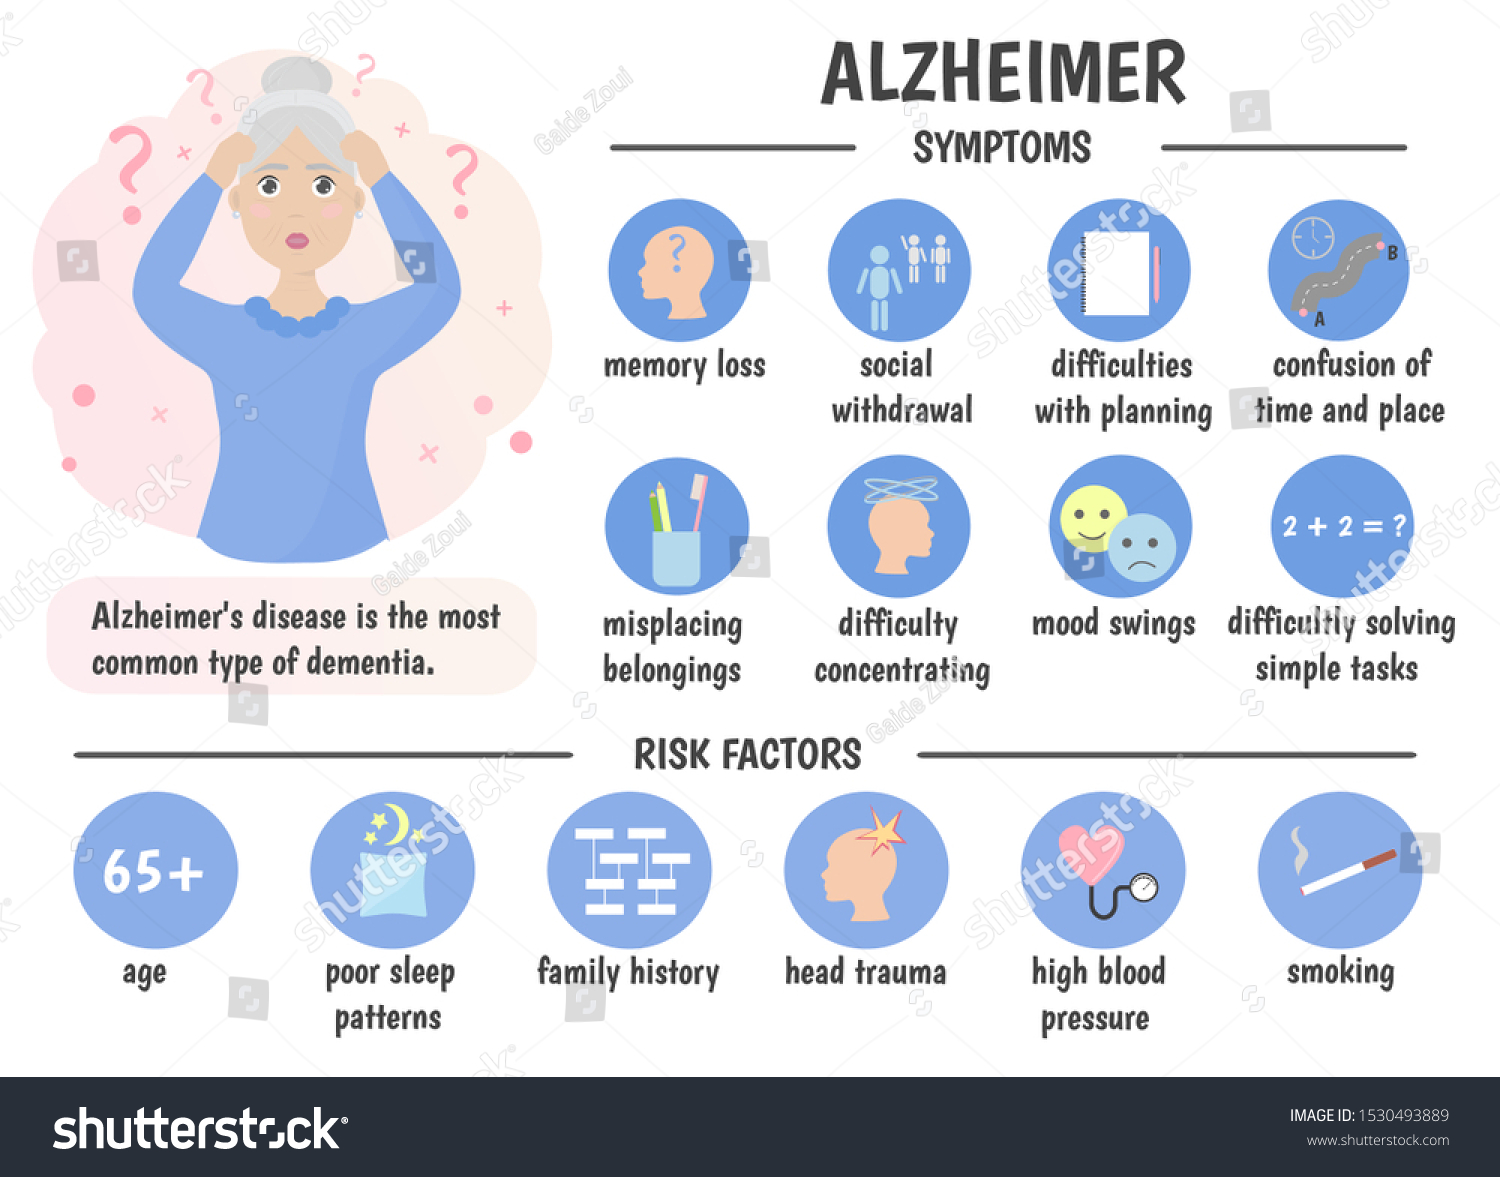 ALZHEIMER
SYMPTOMS
memory loss
social
withdrawal
difficulties
with planning
A
B
confusion of
time and place
misplacing
belongings
difficulty
concentrating
mood swings
2 + 2 = ?
difficultly solving
simple tasks
Alzheimer's disease is the most
common type of dementia.
RISK FACTORS
65+
age
poor sleep
patterns
family history
head trauma
high blood
pressure
smoking
shutterstock
Gaide Zoui
shutterstock
IMAGE ID: 1530493889
www.shutterstock.com